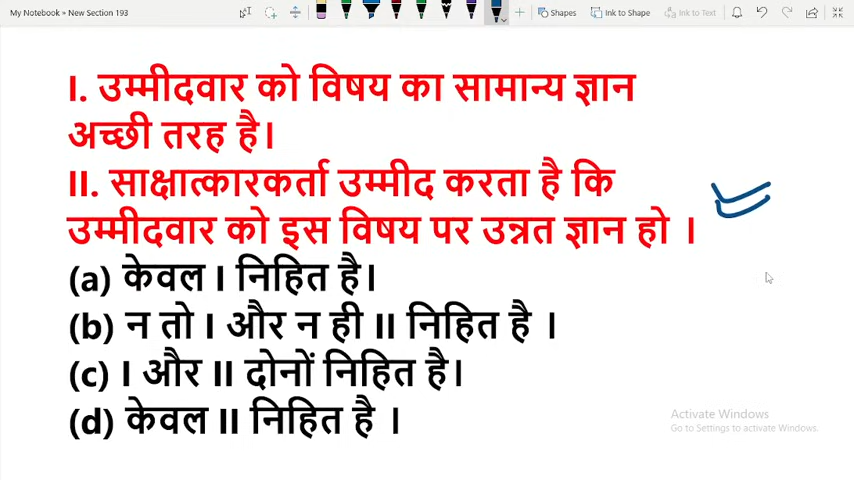 My Notebook » New Section 193
Shapes Ink to Shape Ink to Text
I. उम्मीदवार को विषय का सामान्य ज्ञान
अच्छी तरह है।
II. साक्षात्कारकर्ता उम्मीद करता है कि
उम्मीदवार को इस विषय पर उन्नत ज्ञान हो ।
(a) केवल I निहित है।
(b) न तो I और न ही II निहित है ।
(c) I और II दोनों निहित है।
(d) केवल II निहित है ।
Activate Windows
Go to Settings to activate Windows.